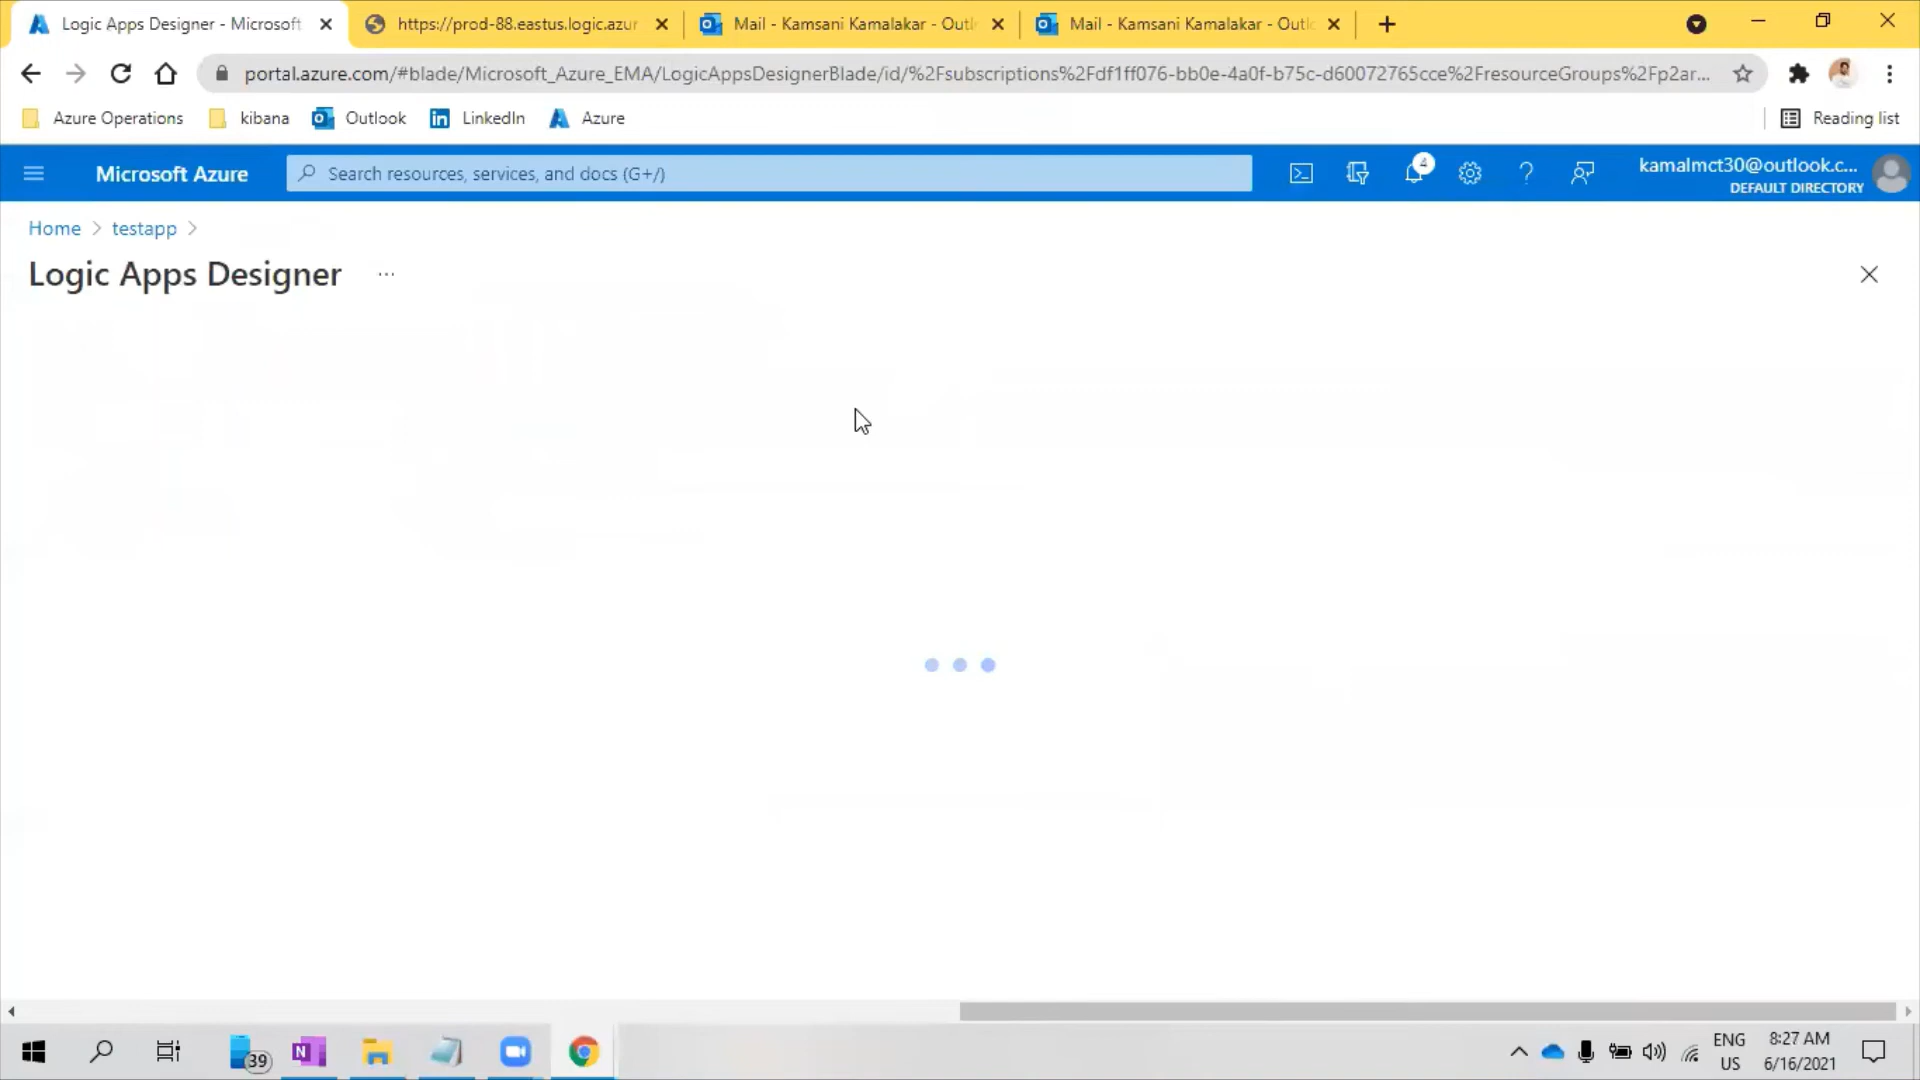 Logic Apps Designer - Microsoft
https://prod-88.eastus.logic.azur
Mail - Kamsani Kamalakar - Outl
Mail - Kamsani Kamalakar - Outl
portal.azure.com/#blade/Microsoft_Azure_EMA/LogicAppsDesignerBlade/id/%2Fsubscriptions%2Fdf1ff076-bb0e-4a0f-b75c-d60072765cce%2FresourceGroups%2Fp2ar...
Azure Operations
kibana
Outlook
LinkedIn
Azure
Reading list
Microsoft Azure
Search resources, services, and docs (G+/)
4
kamalmct30@outlook.c...
DEFAULT DIRECTORY
Home
testapp
Logic Apps Designer
...
39
ENG
US
8:27 AM
6/16/2021